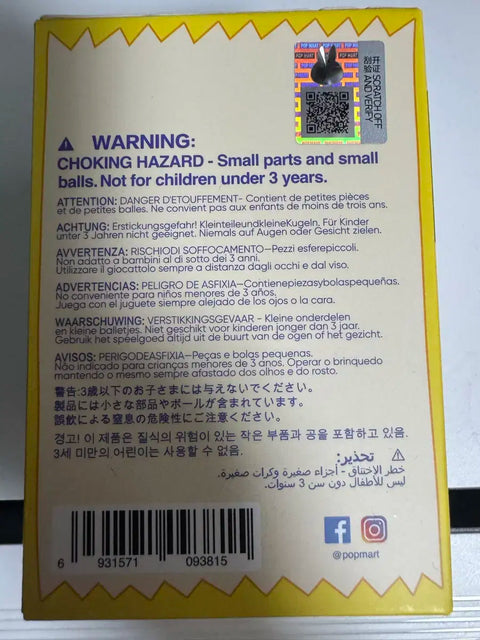 POP MART
开涂 刮验
SCRATCH OFF
AND VERIFY
WARNING:
CHOKING HAZARD - Small parts and small
balls. Not for children under 3 years.
ATTENTION: DANGER D'ETOUFFEMENT- Contient de petites pièces
et de petites balles. Ne convient pas aux enfants de moins de trois ans.
ACHTUNG: Erstickungsgefahr! KleinteileundkleineKugeln. Für Kinder
unter 3 Jahren nicht geeignet. Niemals auf Augen oder Gesicht zielen.
AVVERTENZA: RISCHIODI SOFFOCAMENTO—Pezzi esferepiccoli.
Non adatto a bambini al di sotto dei 3 anni.
Utilizzare il giocattolo sempre a distanza dagli occhi e dal viso.
ADVERTENCIAS: PELIGRO DE ASFIXIA—Contienepiezasybolaspequeñas.
No conveniente para niños menores de 3 años,
Juega con el juguete siempre alejado de los ojos o la cara.
WAARSCHUWING: VERSTIKKINGSGEVAAR - Kleine onderdelen
en kleine balletjes. Niet geschikt voor kinderen jonger dan 3 jaar.
Gebruik het speelgoed altijd uit de buurt van de ogen of het gezicht.
AVISOS: PERIGODEASFIXIA—Peças e bolas pequenas.
Não indicado para crianças menores de 3 anos. Operar o brinquedo
mantendo o mesmo sempre afastado dos olhos e do rosto.
警告:3歳以下のお子さまには与えないでください。
製品には小さな部品やボールが含まれています。
誤飲による窒息の危険性にご注意ください。
경고! 이 제품은 질식의 위험이 있는 작은 부품과 공을 포함하고 있음.
3세 미만의 어린이는 사용할 수 없음.
تحذير:
خطر الاختناق - أجزاء صغيرة وكرات صغيرة.
ليس للأطفال دون سن 3 سنوات.
6 931571 093815
@popmart